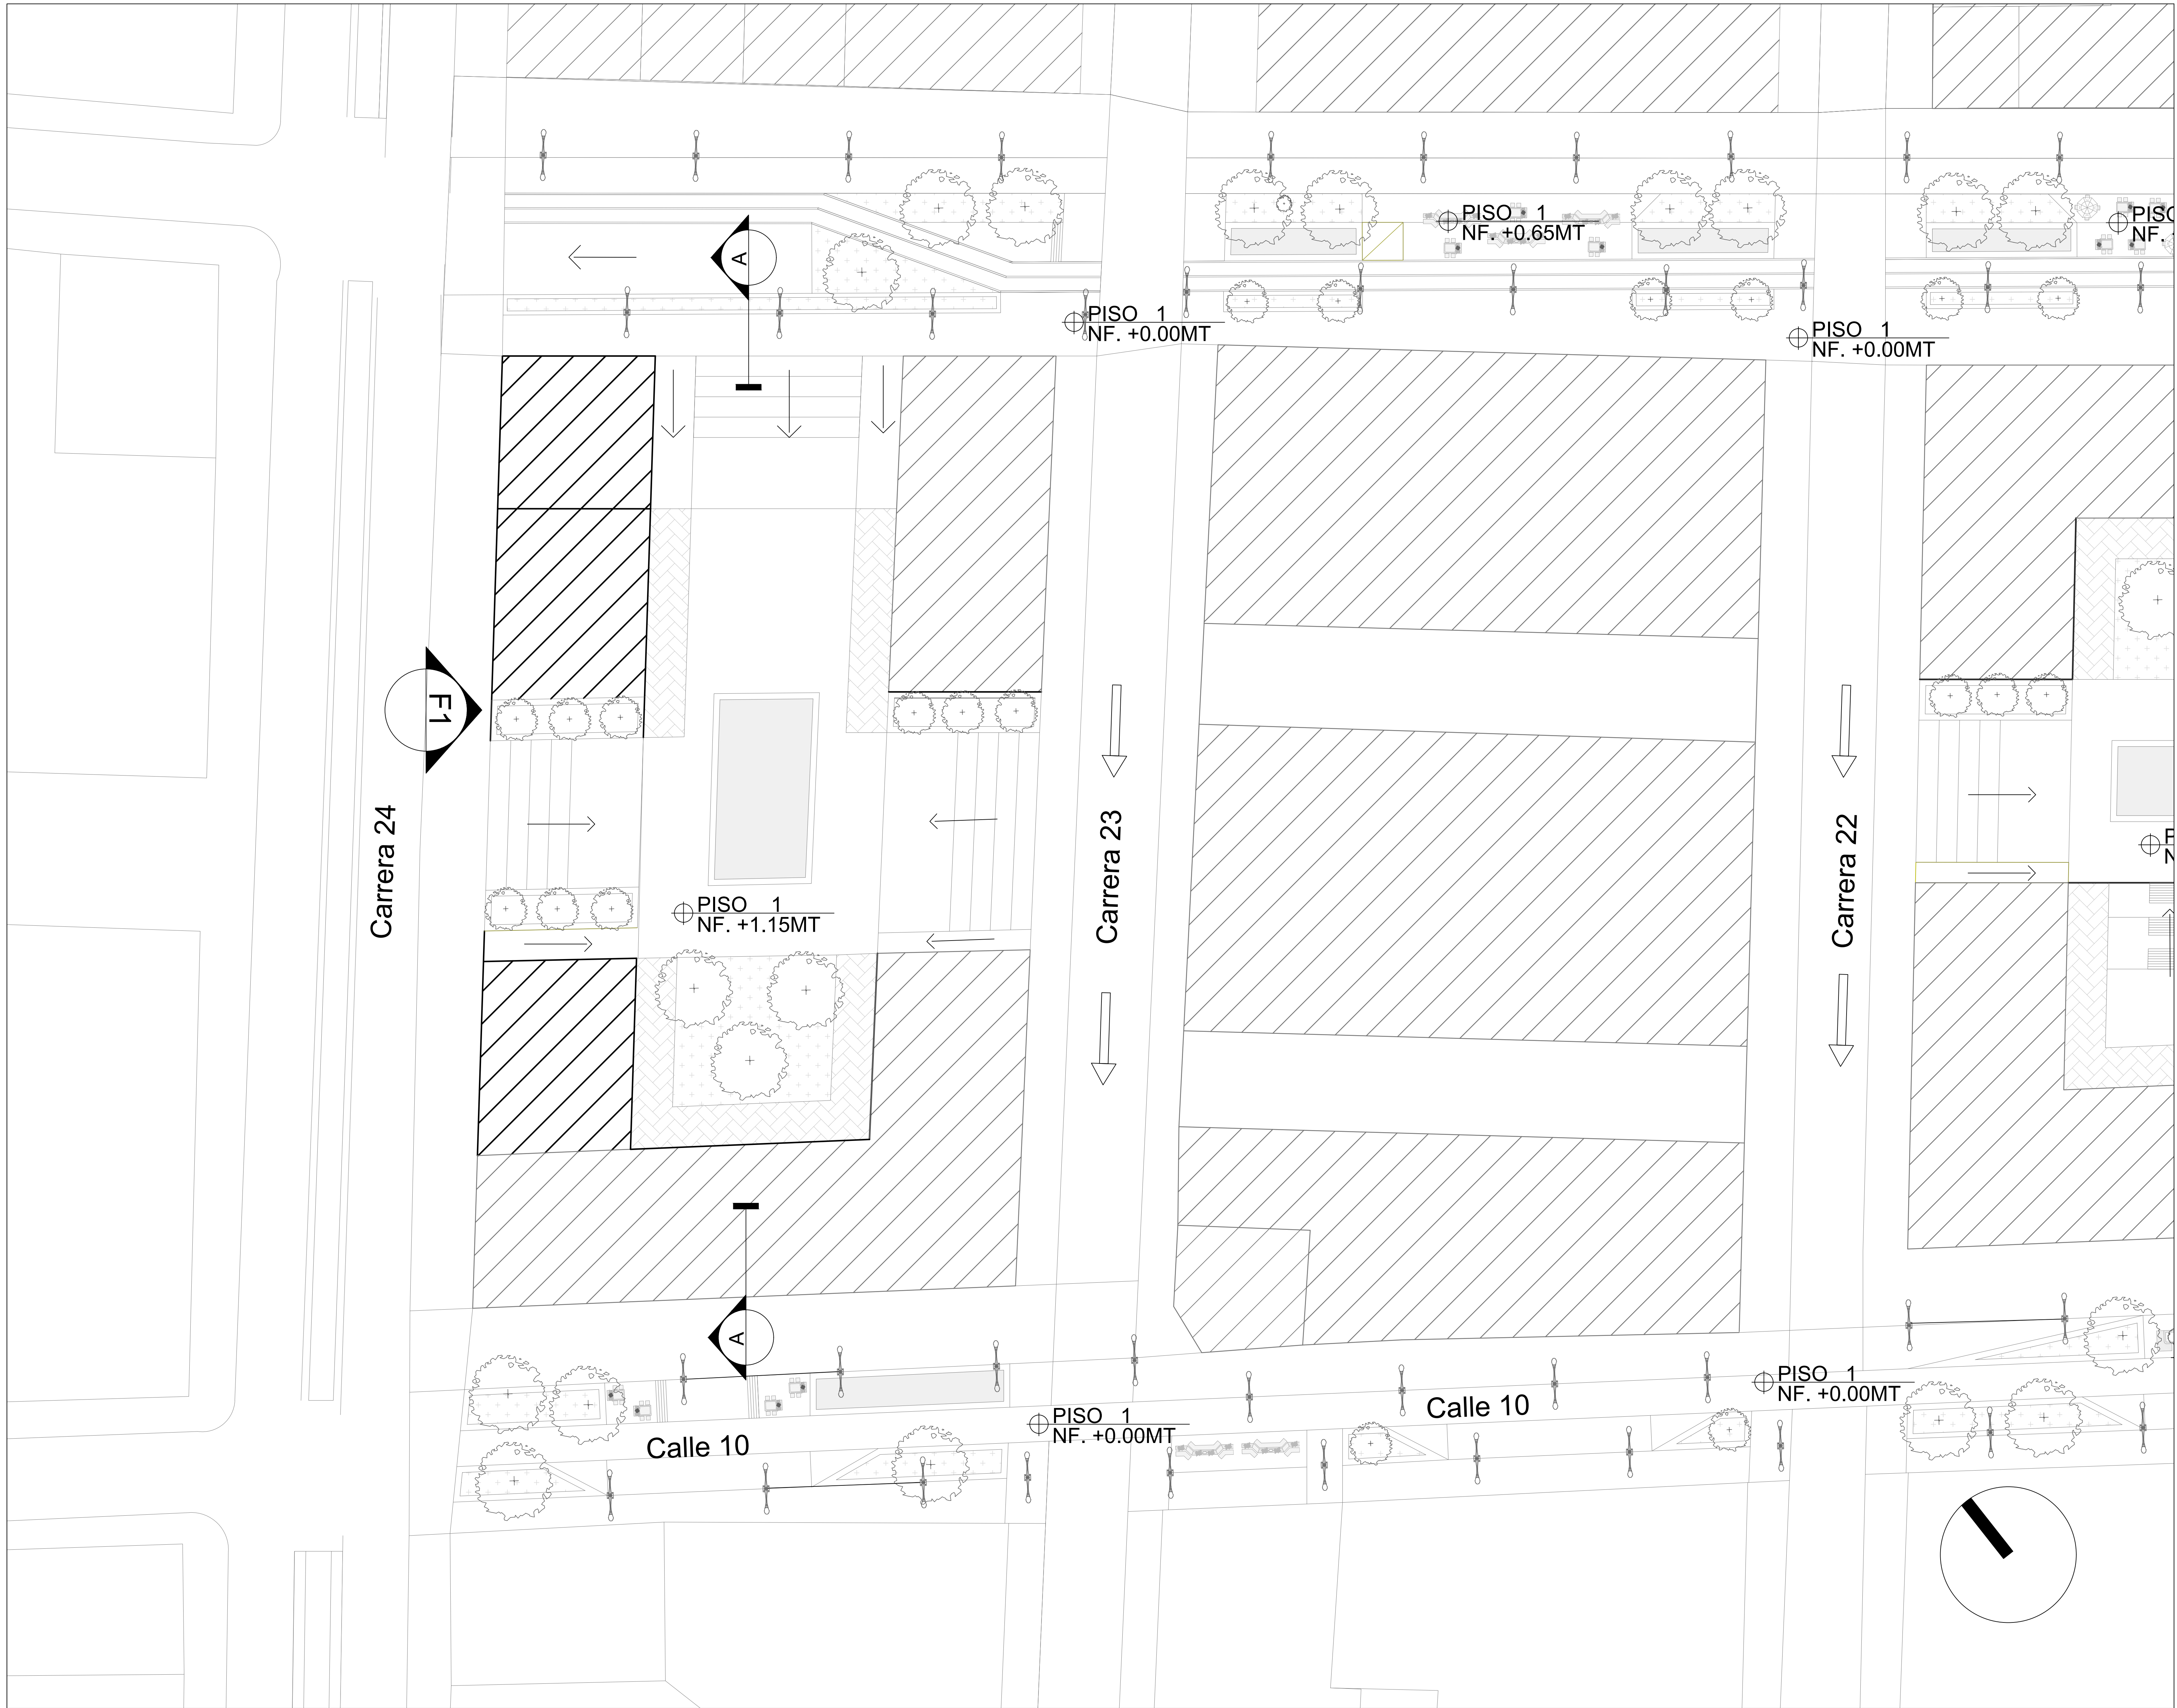 A
PISO 1
NF. +0.65MT
PISO 1
NF. +0.00MT
PISO 1
NF. +0.00MT
F1
Carrera 24
Carrera 23
Carrera 22
PISO 1
NF. +1.15MT
A
PISO 1
NF. +0.00MT
Calle 10
PISO 1
NF. +0.00MT
Calle 10